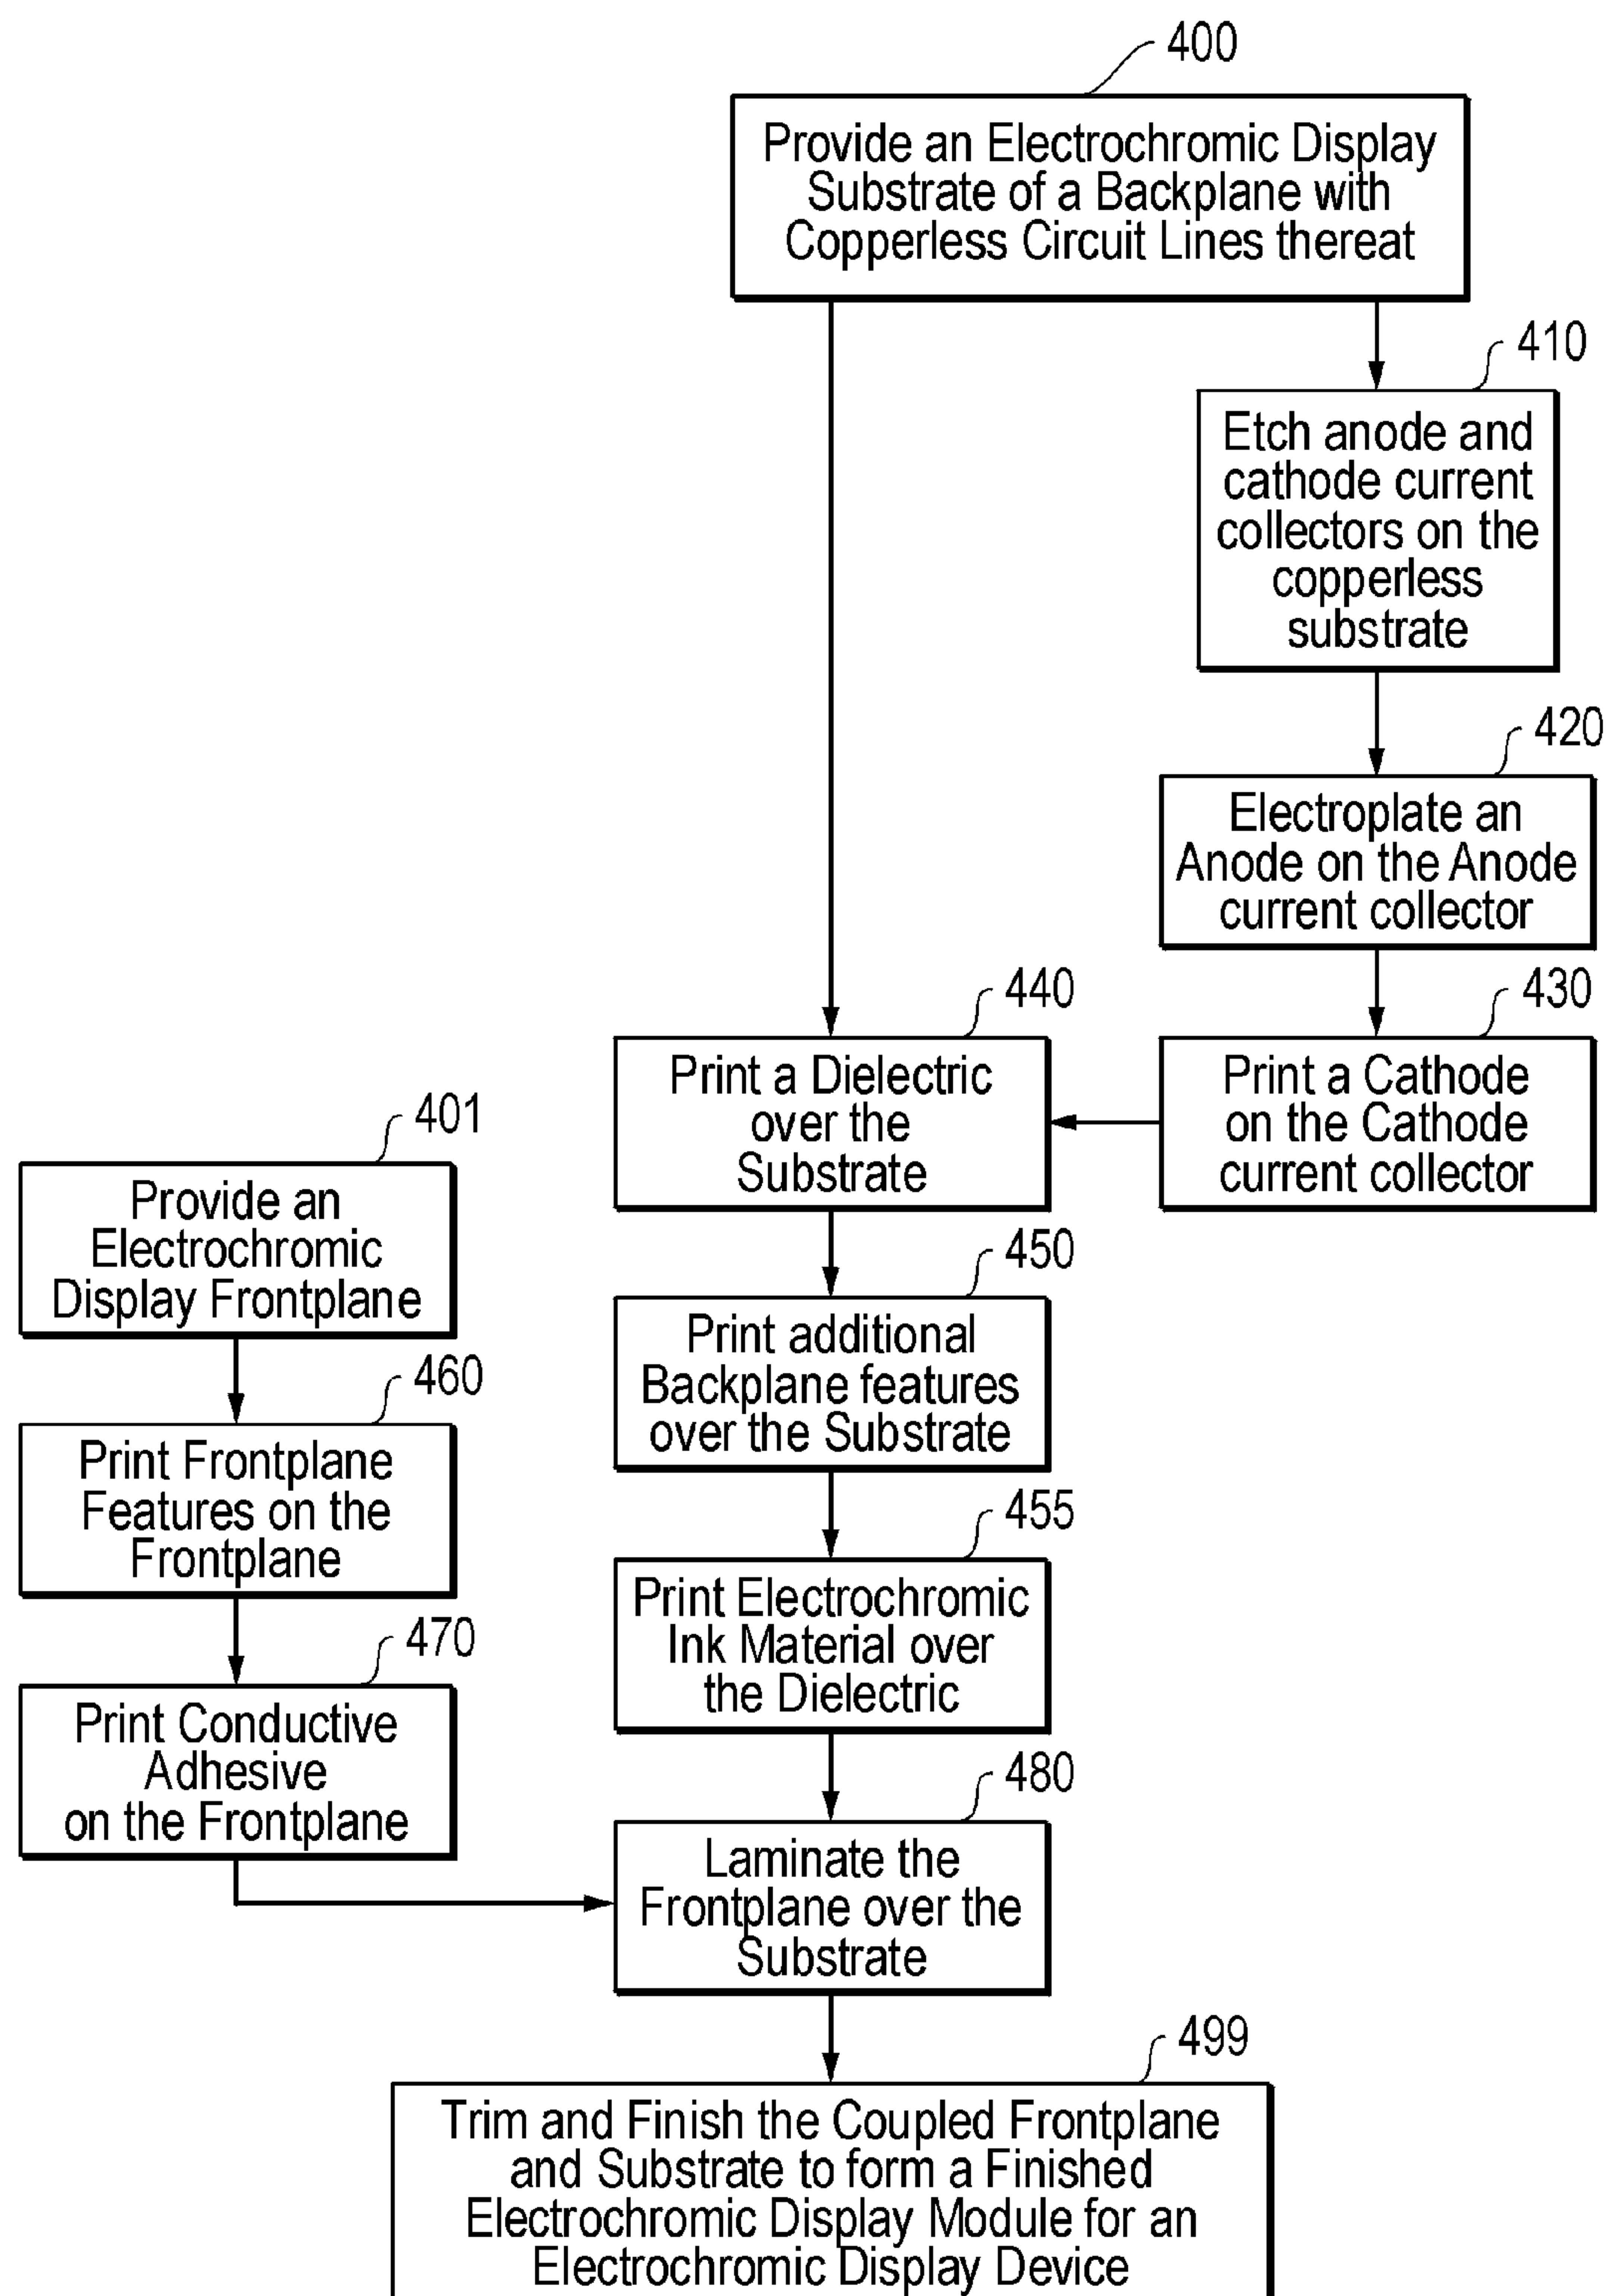 400
Provide an Electrochromic Display
Substrate of a Backplane with
Copperless Circuit Lines thereat
410
Etch anode and
cathode current
collectors on the
copperless
substrate
420
Electroplate an
Anode on the Anode
current collector
430
Print a Cathode
on the Cathode
current collector
440
Print a Dielectric
over the
Substrate
401
Provide an
Electrochromic
Display Frontplane
450
Print additional
Backplane features
over the Substrate
460
Print Frontplane
Features on the
Frontplane
455
Print Electrochromic
Ink Material over
the Dielectric
470
Print Conductive
Adhesive
on the Frontplane
480
Laminate the
Frontplane over the
Substrate
499
Trim and Finish the Coupled Frontplane
and Substrate to form a Finished
Electrochromic Display Module for an
Electrochromic Display Device